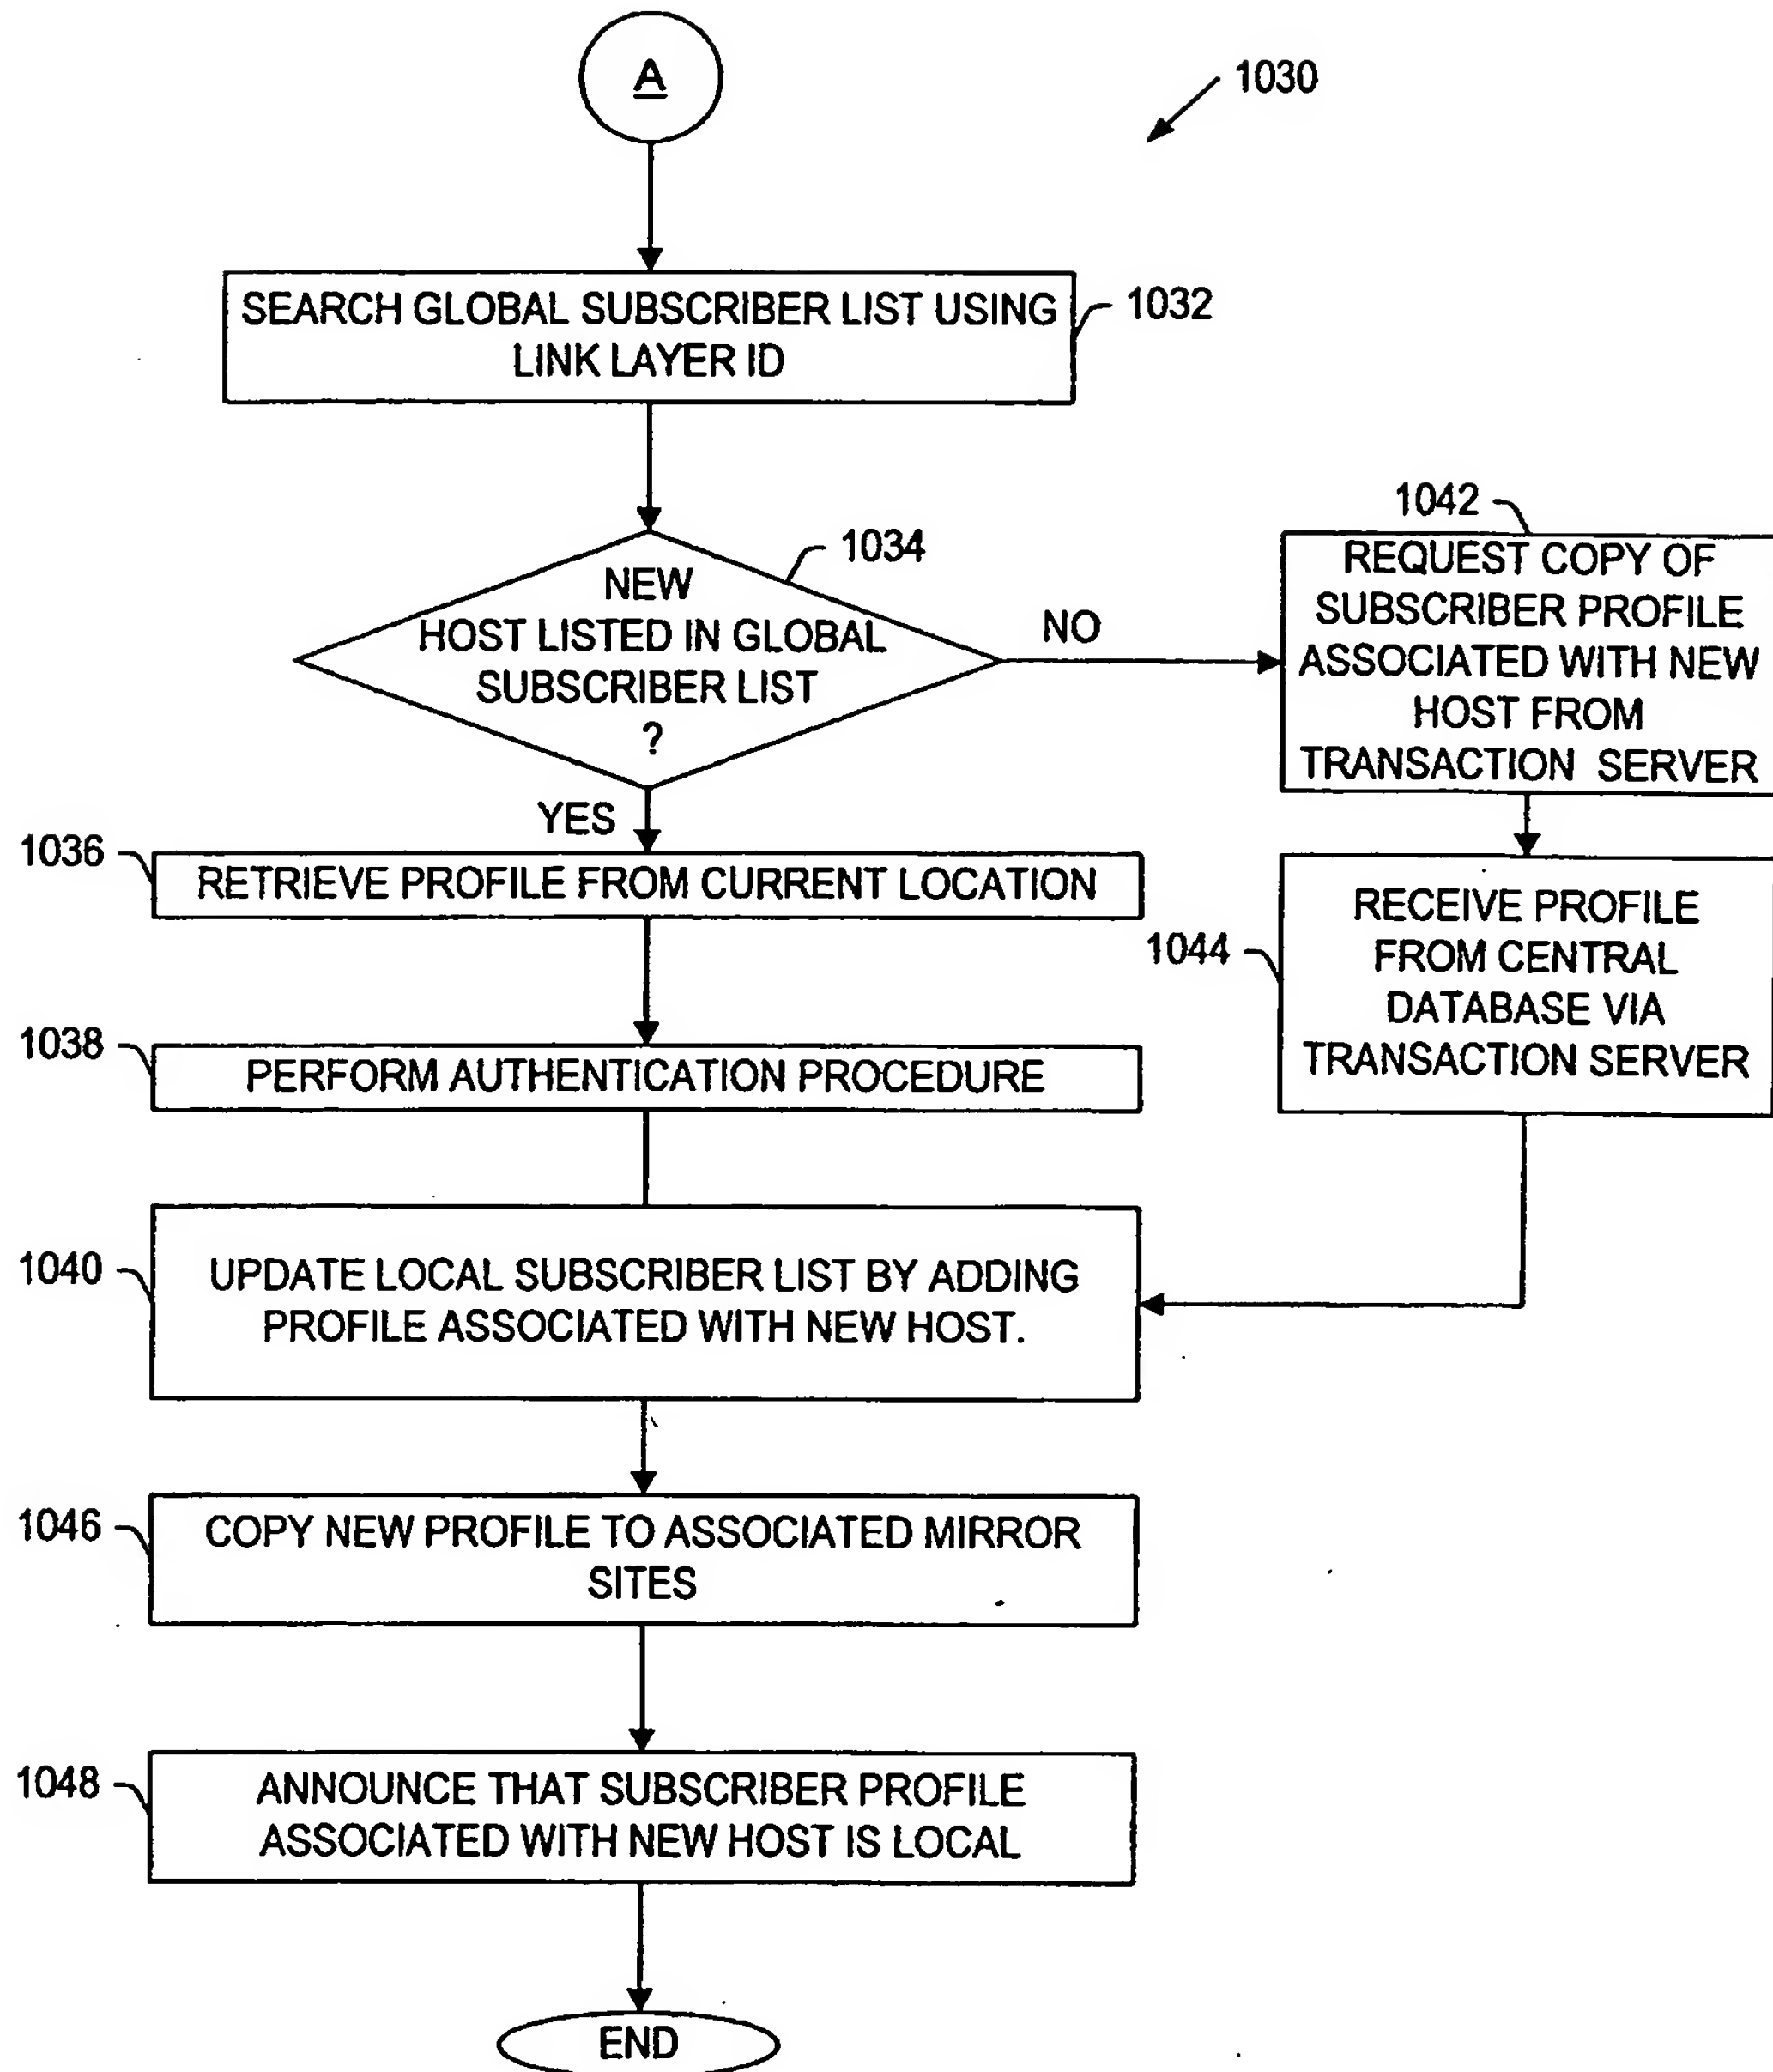 A
1030
SEARCH GLOBAL SUBSCRIBER LIST USING
LINK LAYER ID
1032
NEW
HOST LISTED IN GLOBAL
SUBSCRIBER LIST
?
1034
NO
YES
1042
REQUEST COPY OF
SUBSCRIBER PROFILE
ASSOCIATED WITH NEW
HOST FROM
TRANSACTION SERVER
1036
RETRIEVE PROFILE FROM CURRENT LOCATION
1044
RECEIVE PROFILE
FROM CENTRAL
DATABASE VIA
TRANSACTION SERVER
1038
PERFORM AUTHENTICATION PROCEDURE
1040
UPDATE LOCAL SUBSCRIBER LIST BY ADDING
PROFILE ASSOCIATED WITH NEW HOST.
1046
COPY NEW PROFILE TO ASSOCIATED MIRROR
SITES
1048
ANNOUNCE THAT SUBSCRIBER PROFILE
ASSOCIATED WITH NEW HOST IS LOCAL
END